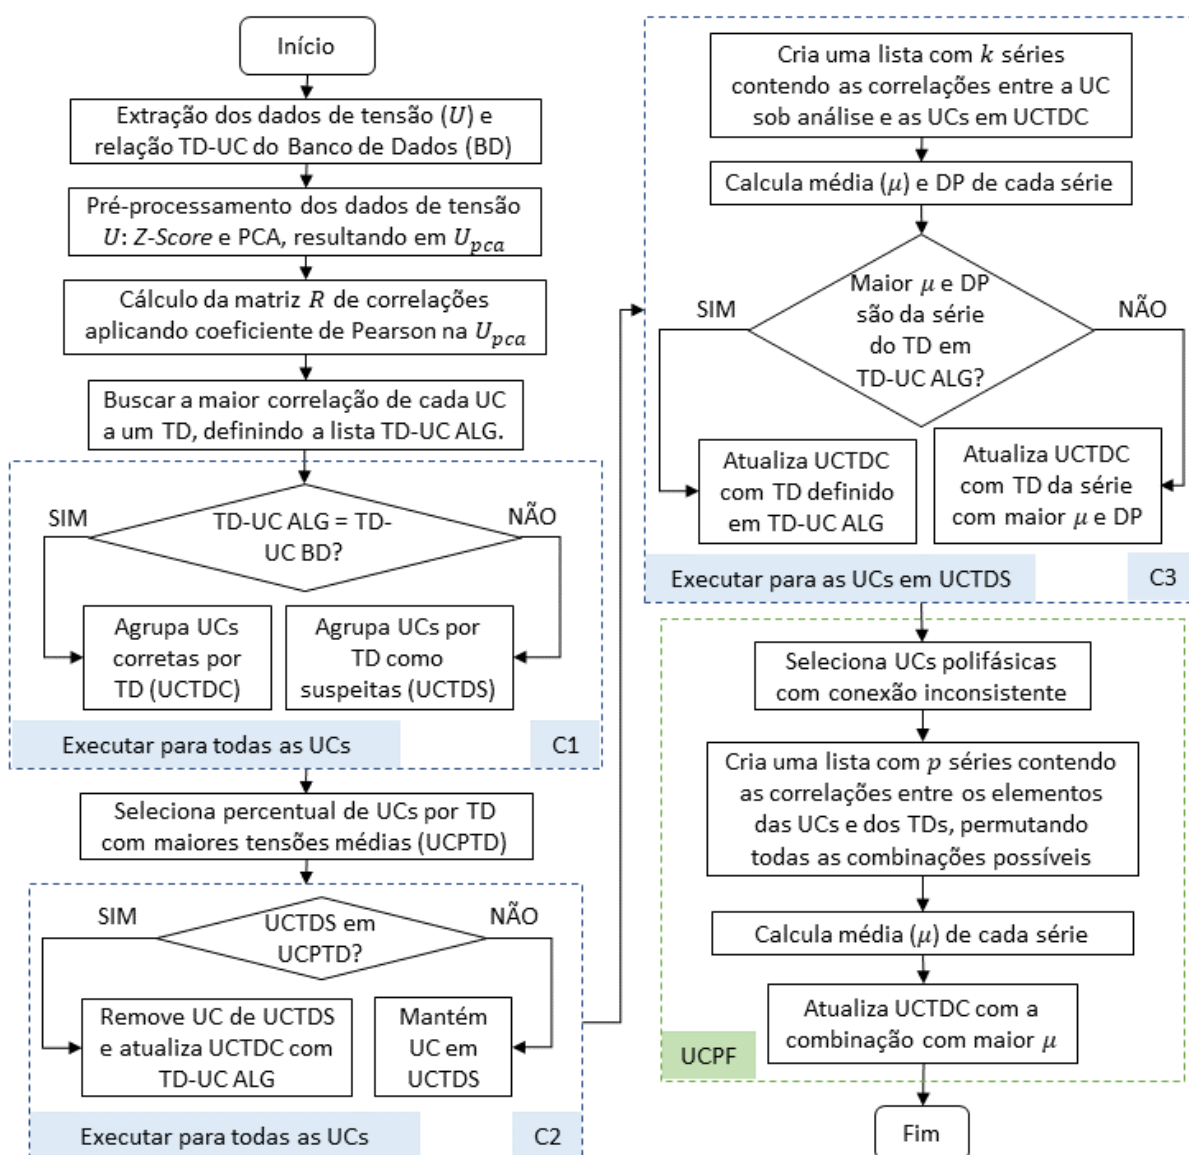 Início
Extração dos dados de tensão (U) e
relação TD-UC do Banco de Dados (BD)
Pré-processamento dos dados de tensão
U: Z-Score e PCA, resultando em U_pca
Cálculo da matriz R de correlações
aplicando coeficiente de Pearson na U_pca
Buscar a maior correlação de cada UC
a um TD, definindo a lista TD-UC ALG.
SIM
TD-UC ALG = TD-
UC BD?
NÃO
Agrupa UCs
corretas por
TD (UCTDC)
Agrupa UCs por
TD como
suspeitas (UCTDS)
Executar para todas as UCs
C1
Seleciona percentual de UCs por TD
com maiores tensões médias (UCPTD)
SIM
UCTDS em
UCPTD?
NÃO
Remove UC de UCTDS
e atualiza UCTDC com
TD-UC ALG
Mantém
UC em
UCTDS
Executar para todas as UCs
C2
Cria uma lista com k séries
contendo as correlações entre a UC
sob análise e as UCs em UCTDC
Calcula média (μ) e DP de cada série
SIM
Maior μ e DP
são da série
do TD em
TD-UC ALG?
NÃO
Atualiza UCTDC
com TD definido
em TD-UC ALG
Atualiza UCTDC
com TD da série
com maior μ e DP
Executar para as UCs em UCTDS
C3
Seleciona UCs polifásicas
com conexão inconsistente
Cria uma lista com p séries contendo
as correlações entre os elementos
das UCs e dos TDs, permutando
todas as combinações possíveis
Calcula média (μ) de cada série
Atualiza UCTDC com a
combinação com maior μ
UCPF
Fim